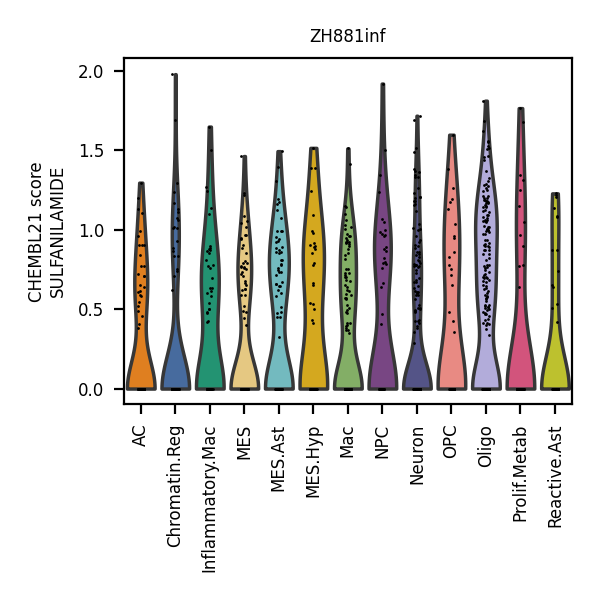 ZH881inf
CHEMBL21 score
SULFANILAMIDE
2.0
1.5
1.0
0.5
0.0
AC
Chromatin.Reg
Inflammatory.Mac
MES
MES.Ast
MES.Hyp
Mac
NPC
Neuron
OPC
Oligo
Prolif.Metab
Reactive.Ast